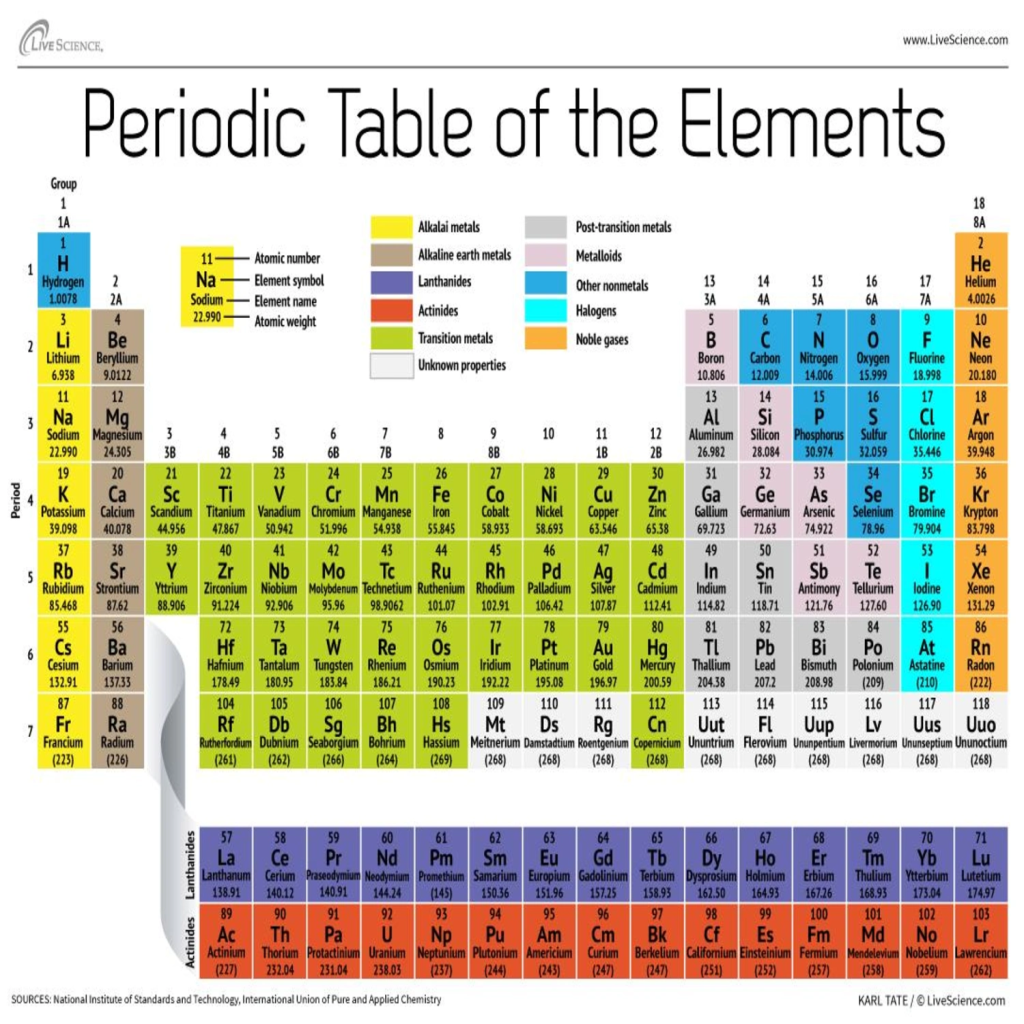 LIVESCIENCE
www.LiveScience.com
Periodic Table of the Elements
Group
1
1A
18
8A
11 Atomic number
Na Element symbol
Sodium Element name
22.990 Atomic weight
Alkalai metals
Alkaline earth metals
Lanthanides
Actinides
Transition metals
Unknown properties
Post-transition metals
Metalloids
Other nonmetals
Halogens
Noble gases
Period
1
1 2
H He
Hydrogen Helium
1.0078 4.0026
2 13 14 15 16 17
2A 3A 4A 5A 6A 7A
2
3 4 5 6 7 8 9 10
Li Be B C N O F Ne
Lithium Beryllium Boron Carbon Nitrogen Oxygen Fluorine Neon
6.938 9.0122 10.806 12.009 14.006 15.999 18.998 20.180
3
11 12 13 14 15 16 17 18
Na Mg Al Si P S Cl Ar
Sodium Magnesium Aluminum Silicon Phosphorus Sulfur Chlorine Argon
22.990 24.305 26.982 28.084 30.974 32.059 35.446 39.948
3 4 5 6 7 8 9 10 11 12
3B 4B 5B 6B 7B 8B 1B 2B
4
19 20 21 22 23 24 25 26 27 28 29 30 31 32 33 34 35 36
K Ca Sc Ti V Cr Mn Fe Co Ni Cu Zn Ga Ge As Se Br Kr
Potassium Calcium Scandium Titanium Vanadium Chromium Manganese Iron Cobalt Nickel Copper Zinc Gallium Germanium Arsenic Selenium Bromine Krypton
39.098 40.078 44.956 47.867 50.942 51.996 54.938 55.845 58.933 58.693 63.546 65.38 69.723 72.63 74.922 78.96 79.904 83.798
5
37 38 39 40 41 42 43 44 45 46 47 48 49 50 51 52 53 54
Rb Sr Y Zr Nb Mo Tc Ru Rh Pd Ag Cd In Sn Sb Te I Xe
Rubidium Strontium Yttrium Zirconium Niobium Molybdenum Technetium Ruthenium Rhodium Palladium Silver Cadmium Indium Tin Antimony Tellurium Iodine Xenon
85.468 87.62 88.906 91.224 92.906 95.96 98.9062 101.07 102.91 106.42 107.87 112.41 114.82 118.71 121.76 127.60 126.90 131.29
6
55 56 72 73 74 75 76 77 78 79 80 81 82 83 84 85 86
Cs Ba Hf Ta W Re Os Ir Pt Au Hg Tl Pb Bi Po At Rn
Cesium Barium Hafnium Tantalum Tungsten Rhenium Osmium Iridium Platinum Gold Mercury Thallium Lead Bismuth Polonium Astatine Radon
132.91 137.33 178.49 180.95 183.84 186.21 190.23 192.22 195.08 196.97 200.59 204.38 207.2 208.98 (209) (210) (222)
7
87 88 104 105 106 107 108 109 110 111 112 113 114 115 116 117 118
Fr Ra Rf Db Sg Bh Hs Mt Ds Rg Cn Uut Fl Uup Lv Uus Uuo
Francium Radium Rutherfordium Dubnium Seaborgium Bohrium Hassium Meitnerium Damstadtium Roentgenium Copernicium Ununtrium Flerovium Ununpentium Livermorium Ununseptium Ununoctium
(223) (226) (261) (262) (266) (264) (269) (268) (268) (268) (268) (268) (268) (268) (268) (268) (268)
Lanthanides
57 58 59 60 61 62 63 64 65 66 67 68 69 70 71
La Ce Pr Nd Pm Sm Eu Gd Tb Dy Ho Er Tm Yb Lu
Lanthanum Cerium Praseodymium Neodymium Promethium Samarium Europium Gadolinium Terbium Dysprosium Holmium Erbium Thulium Ytterbium Lutetium
138.91 140.12 140.91 144.24 (145) 150.36 151.96 157.25 158.93 162.50 164.93 167.26 168.93 173.04 174.97
Actinides
89 90 91 92 93 94 95 96 97 98 99 100 101 102 103
Ac Th Pa U Np Pu Am Cm Bk Cf Es Fm Md No Lr
Actinium Thorium Protactinium Uranium Neptunium Plutonium Americium Curium Berkelium Californium Einsteinium Fermium Mendelevium Nobelium Lawrencium
(227) 232.04 231.04 238.03 (237) (244) (243) (247) (247) (251) (252) (257) (258) (259) (262)
SOURCES: National Institute of Standards and Technology, International Union of Pure and Applied Chemistry
KARL TATE / © LiveScience.com